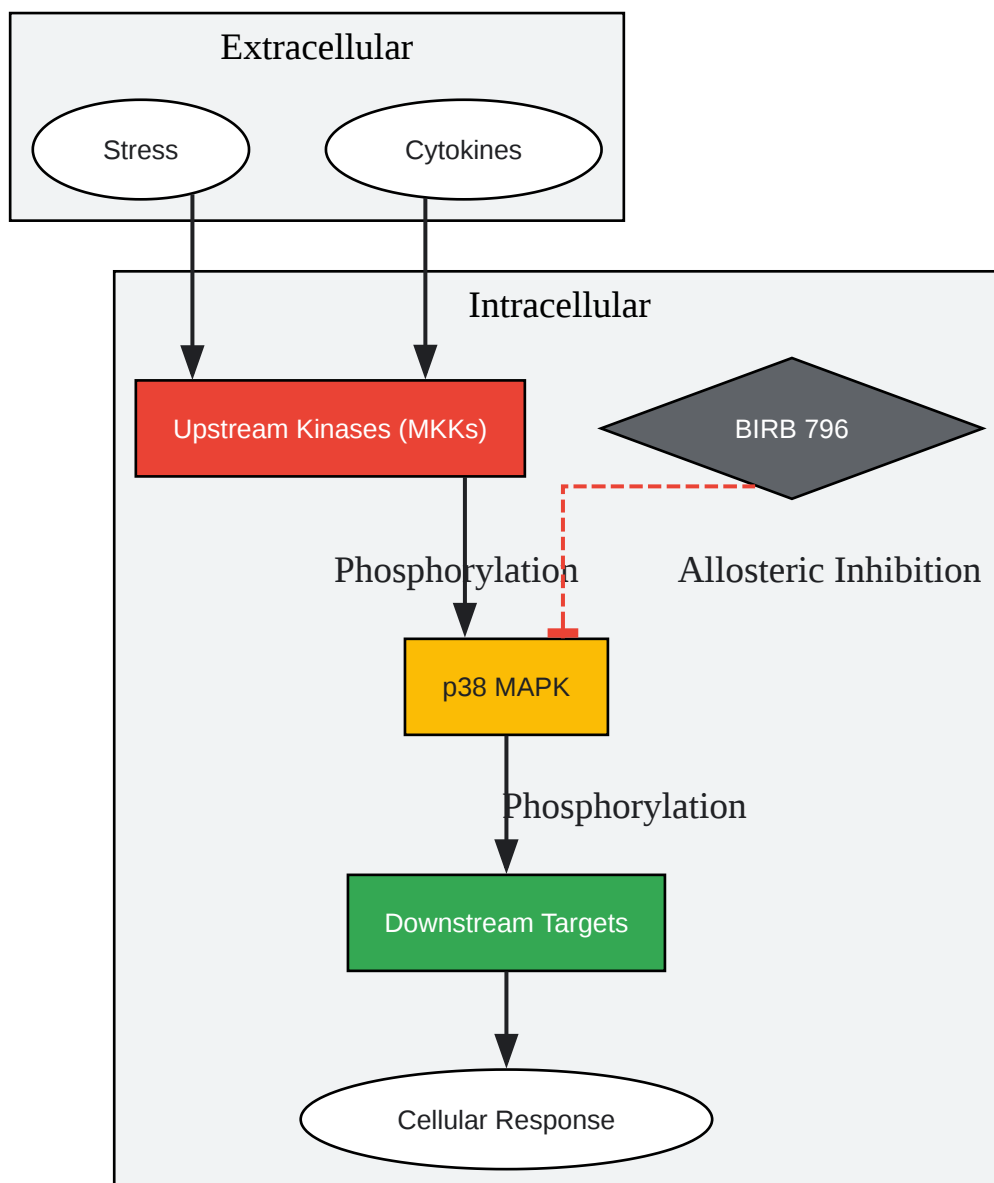 Extracellular
Stress
Cytokines
Intracellular
Upstream Kinases (MKKs)
BIRB 796
Phosphorylation
Allosteric Inhibition
p38 MAPK
Phosphorylation
Downstream Targets
Cellular Response